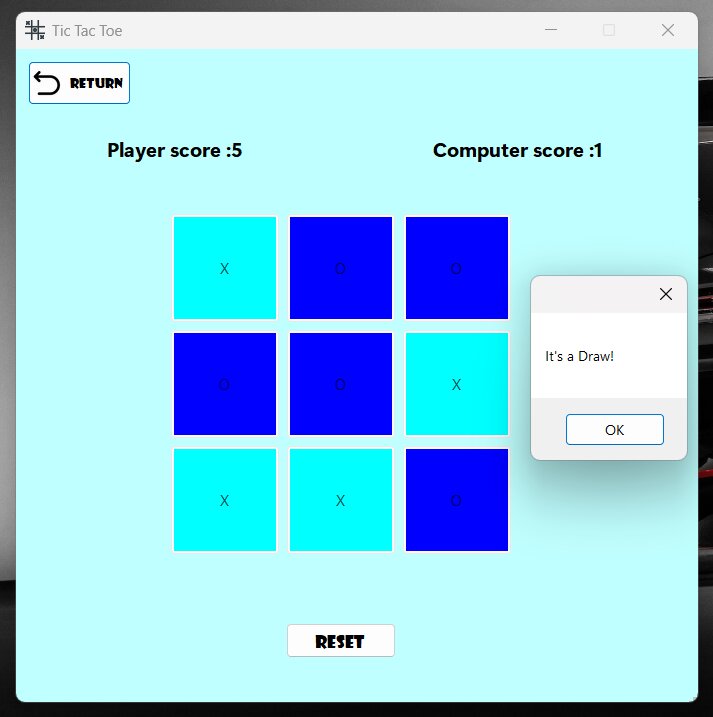 Tic Tac Toe
RETURN
Player score :5 Computer score :1
X O O
O O X
X X O
It's a Draw!
OK
RESET